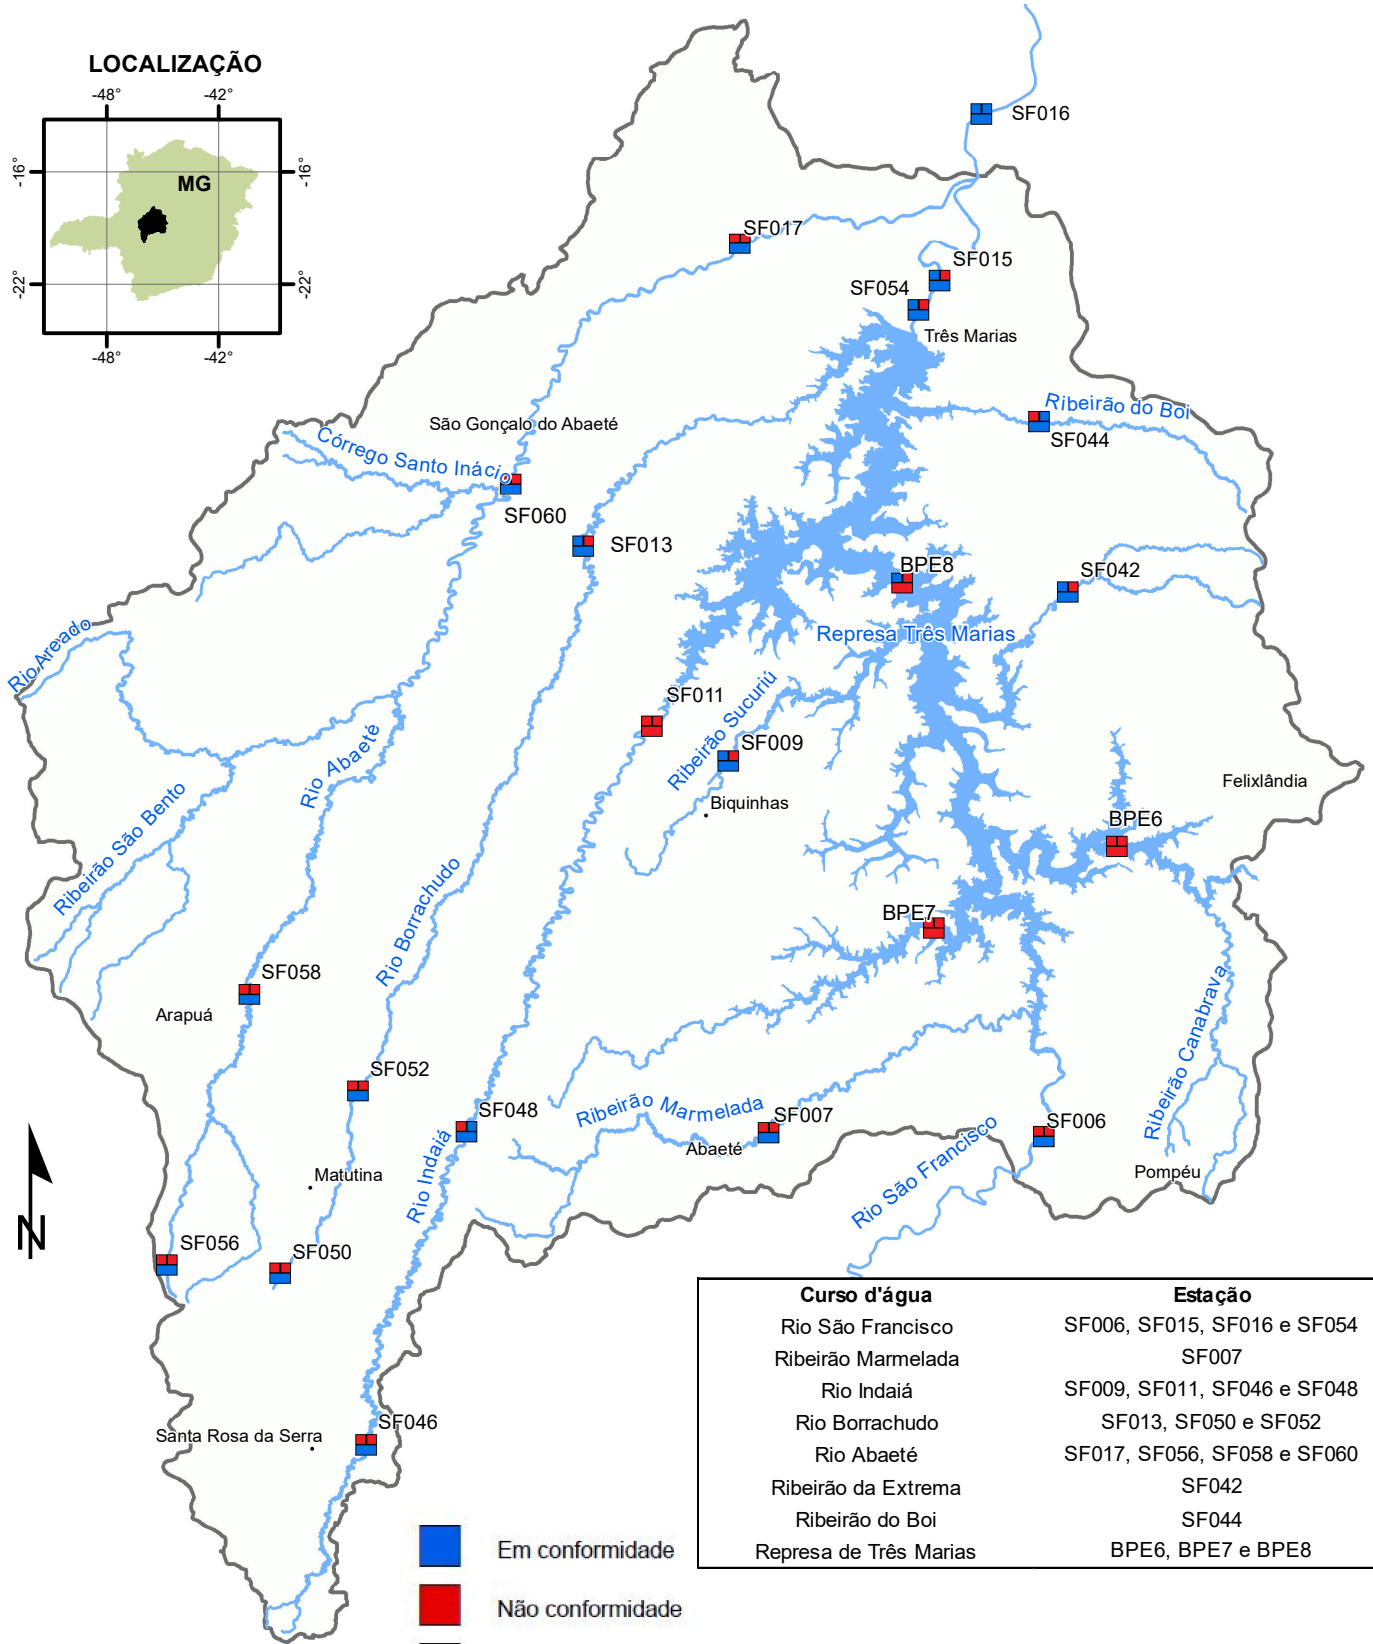 LOCALIZAÇÃO
-48° -42°
-16° -16°
MG
-22° -22°
-48° -42°
SF016
SF017
SF015
SF054
Três Marias
Ribeirão do Boi
São Gonçalo do Abaeté
SF044
Córrego Santo Inácio
SF060
SF013
BPE8
SF042
Rio Areado
Represa Três Marias
SF011
Ribeirão Sucuriú
SF009
Rio Abaeté
Biquinhas
Felixlândia
Ribeirão São Bento
BPE6
Rio Borrachudo
BPE7
SF058
Arapuá
Ribeirão Canabrava
SF052
SF048
Ribeirão Marmelada
SF007
SF006
Abaeté
Rio São Francisco
Pompéu
Matutina
Rio Indaiá
N
SF056
SF050
Curso d'água Estação
Rio São Francisco SF006, SF015, SF016 e SF054
Ribeirão Marmelada SF007
Rio Indaiá SF009, SF011, SF046 e SF048
Rio Borrachudo SF013, SF050 e SF052
Rio Abaeté SF017, SF056, SF058 e SF060
Ribeirão da Extrema SF042
Ribeirão do Boi SF044
Represa de Três Marias BPE6, BPE7 e BPE8
SF046
Santa Rosa da Serra
Em conformidade
Não conformidade